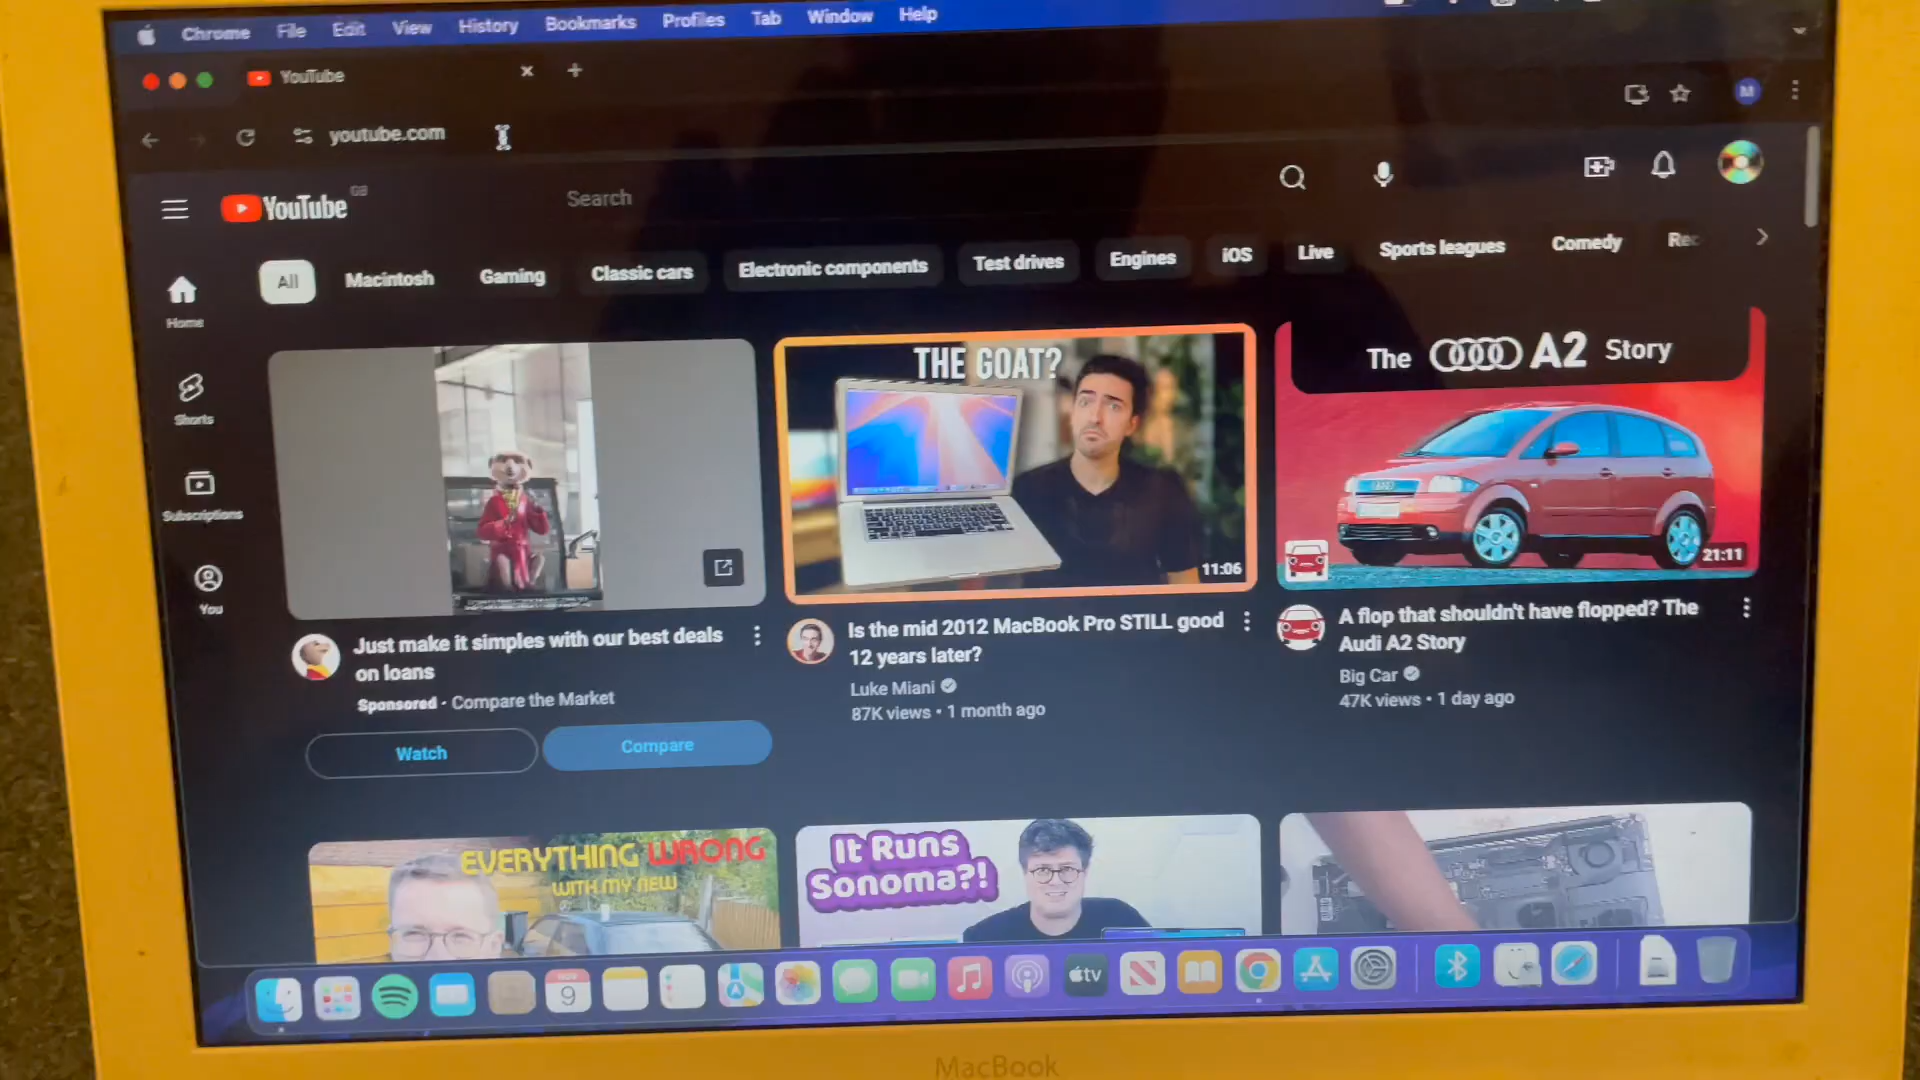 Chrome File Edit View History Bookmarks Profiles Tab Window Help
YouTube
M
youtube.com
YouTube GB
Search
All Macintosh Gaming Classic cars Electronic components Test drives Engines iOS Live Sports leagues Comedy Rec
Home
Shorts
Subscriptions
You
THE GOAT?
11:06
The A2 Story
21:11
Just make it simples with our best deals
on loans
Sponsored · Compare the Market
Watch
Compare
Is the mid 2012 MacBook Pro STILL good
12 years later?
Luke Miani
87K views • 1 month ago
A flop that shouldn't have flopped? The
Audi A2 Story
Big Car
47K views • 1 day ago
EVERYTHING WRONG
WITH MY NEW
It Runs
Sonoma?!
NOV
9
tv
MacBook